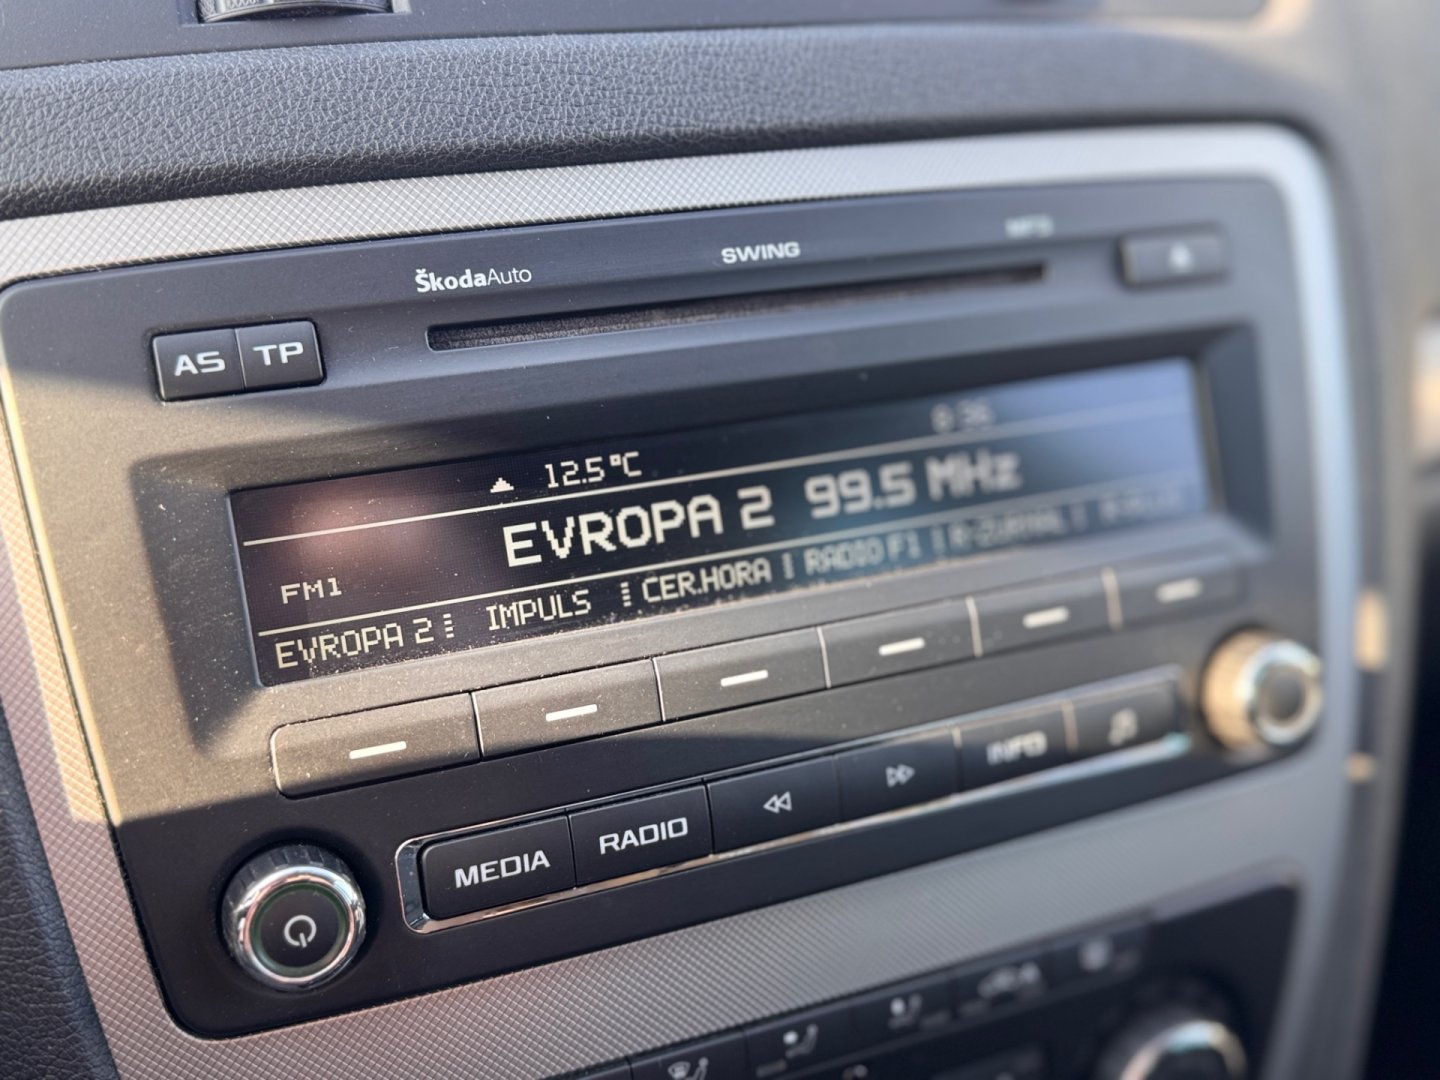 ŠkodaAuto
SWING
AS TP
12.5°C
EVROPA 2 99.5 MHz
FM1
EVROPA 2 IMPULS CER.HORA RADIO F1
MEDIA RADIO INFO